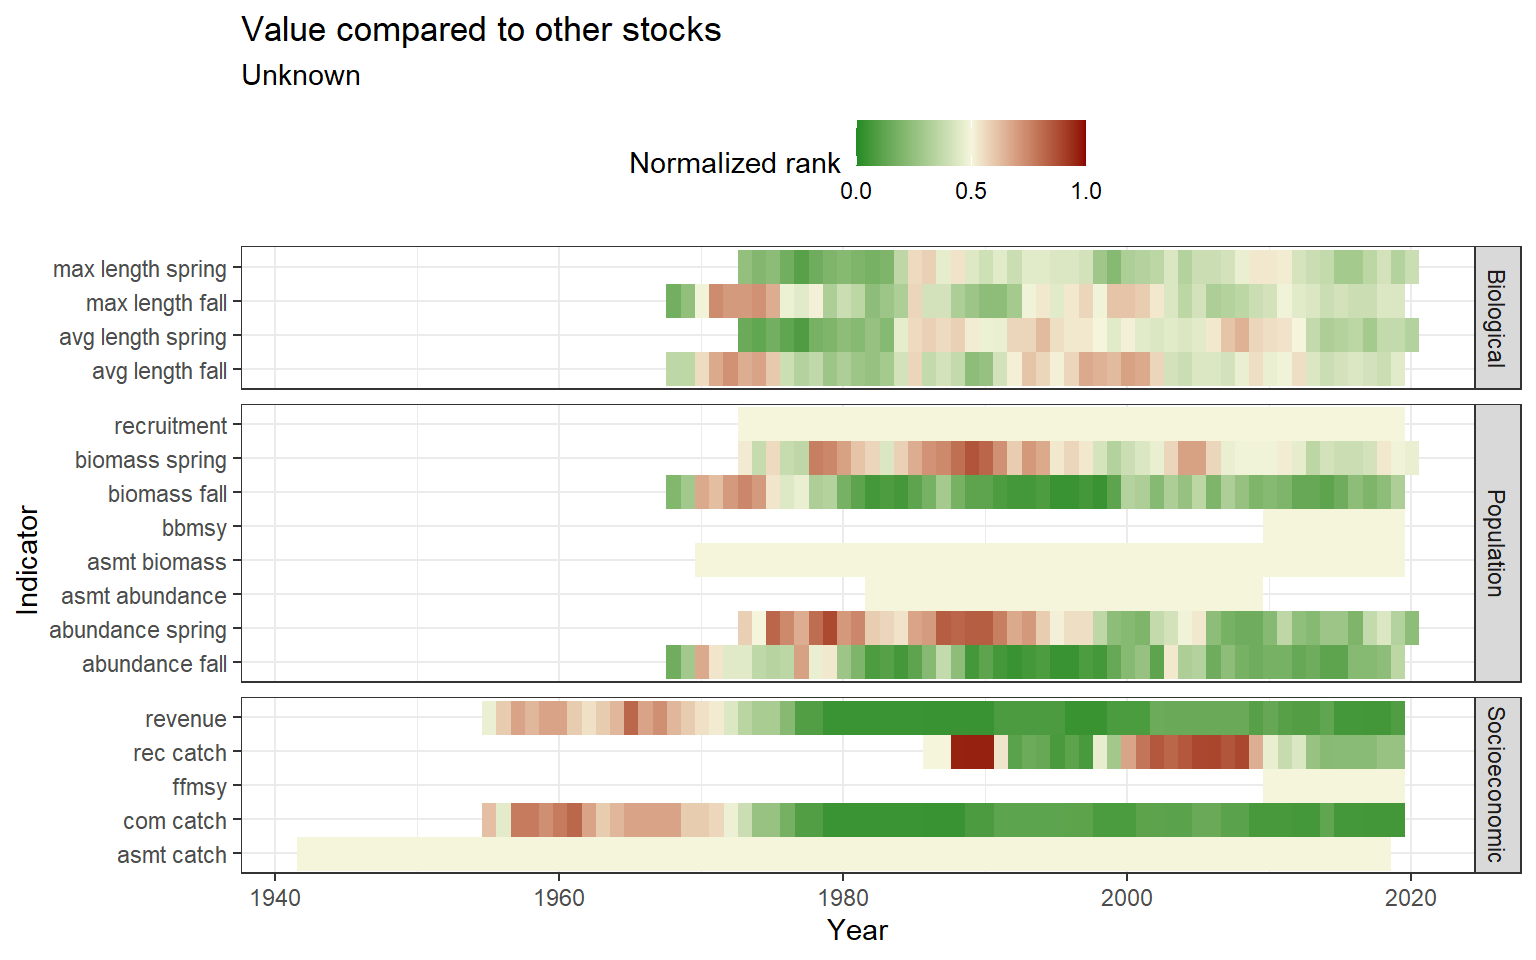 Value compared to other stocks
Unknown
Normalized rank
0.0 0.5 1.0
Indicator
max length spring
max length fall
avg length spring
avg length fall
Biological
recruitment
biomass spring
biomass fall
bbmsy
asmt biomass
asmt abundance
abundance spring
abundance fall
Population
revenue
rec catch
ffmsy
com catch
asmt catch
Socioeconomic
1940 1960 1980 2000 2020
Year